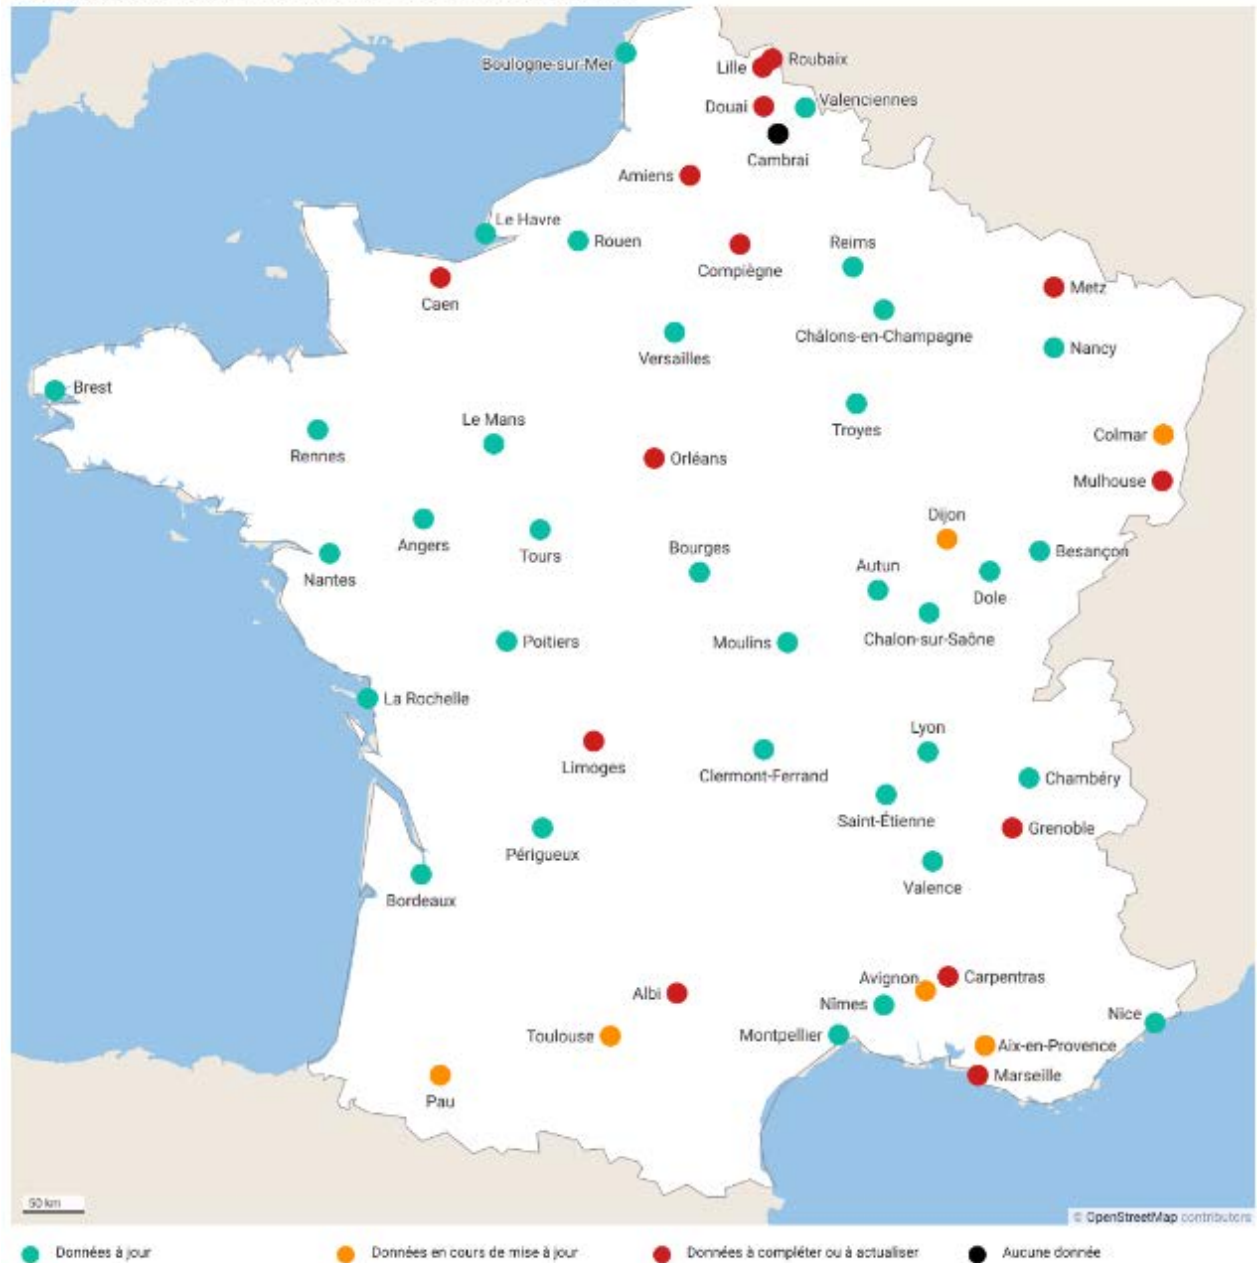 Boulogne-sur-Mer
Roubaix
Lille
Douai
Valenciennes
Cambrai
Amiens
Le Havre
Rouen
Reims
Compiègne
Metz
Caen
Châlons-en-Champagne
Versailles
Nancy
Brest
Le Mans
Troyes
Colmar
Rennes
Orléans
Mulhouse
Dijon
Angers
Tours
Bourges
Besançon
Autun
Nantes
Dole
Chalon-sur-Saône
Poitiers
Moulins
La Rochelle
Lyon
Limoges
Clermont-Ferrand
Chambéry
Saint-Étienne
Grenoble
Périgueux
Valence
Bordeaux
Avignon
Carpentras
Albi
Nîmes
Nice
Toulouse
Montpellier
Aix-en-Provence
Marseille
Pau
50 km
© OpenStreetMap contributors
Données à jour
Données en cours de mise à jour
Données à compléter ou à actualiser
Aucune donnée